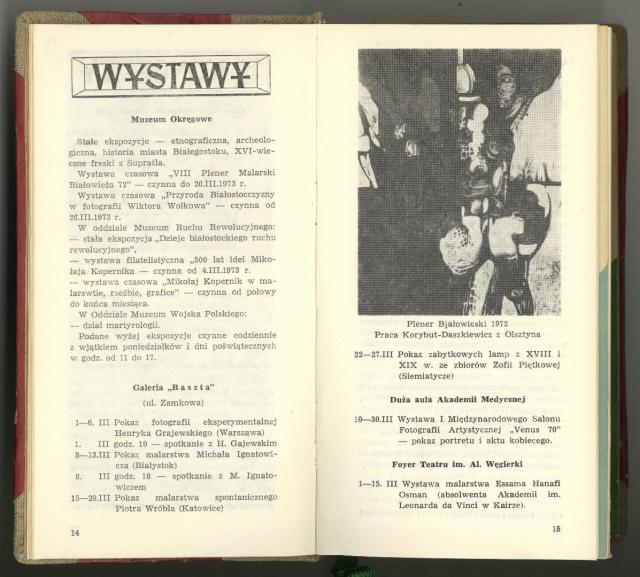 WYSTAWY
Muzeum Okręgowe
Stałe ekspozycje — etnograficzna, archeolo-
giczna, historia miasta Białegostoku, XVI-wie-
czne freski z Supraśla.
Wystawa czasowa „VIII Plener Malarski
Białowieża 72" — czynna do 20.III.1973 r.
Wystawa czasowa „Przyroda Białostocczyzny
w fotografii Wiktora Wołkowa" — czynna od
26.III.1973 r.
W oddziale Muzeum Ruchu Rewolucyjnego:
— stała ekspozycja „Dzieje białostockiego ruchu
rewolucyjnego",
— wystawa filatelistyczna „500 lat idei Miko-
łaja Kopernika — czynna od 4.III.1973 r.
— wystawa czasowa „Mikołaj Kopernik w ma-
larswtie, rzeźbie, grafice" — czynna od połowy
do końca miesiąca.
W Oddziale Muzeum Wojska Polskiego:
— dział martyrologii.
Podane wyżej ekspozycje czynne codziennie
z wjątkiem poniedziałków i dni poświątecznych
w godz. od 11 do 17.
Galeria „Baszta"
(ul. Zamkowa)
1—6. III Pokaz fotografii eksperymentalnej
Henryka Grajewskiego (Warszawa)
1. III godz. 19 — spotkanie z H. Gajewskim
8—13.III Pokaz malarstwa Michała Ignatowi-
cza (Białystok)
8. III godz. 18 — spotkanie z M. Ignato-
wiczem
15—20.III Pokaz malarstwa spontanicznego
Piotra Wróbla (Katowice)
14
Plener Bjałowieski 1972
Praca Korybut-Daszkiewicz z Olsztyna
22—27.III Pokaz zabytkowych lamp z XVIII i
XIX w. ze zbiorów Zofii Piętkowej
(Siemiatycze)
Duża aula Akademii Medycznej
10—30.III Wystawa I Międzynarodowego Salonu
Fotografii Artystycznej „Venus 70"
— pokaz portretu i aktu kobiecego.
Foyer Teatru im. Al. Węgierki
1—15. III Wystawa malarstwa Essama Hanafi
Osman (absolwenta Akademii im.
Leonarda da Vinci w Kairze).
15